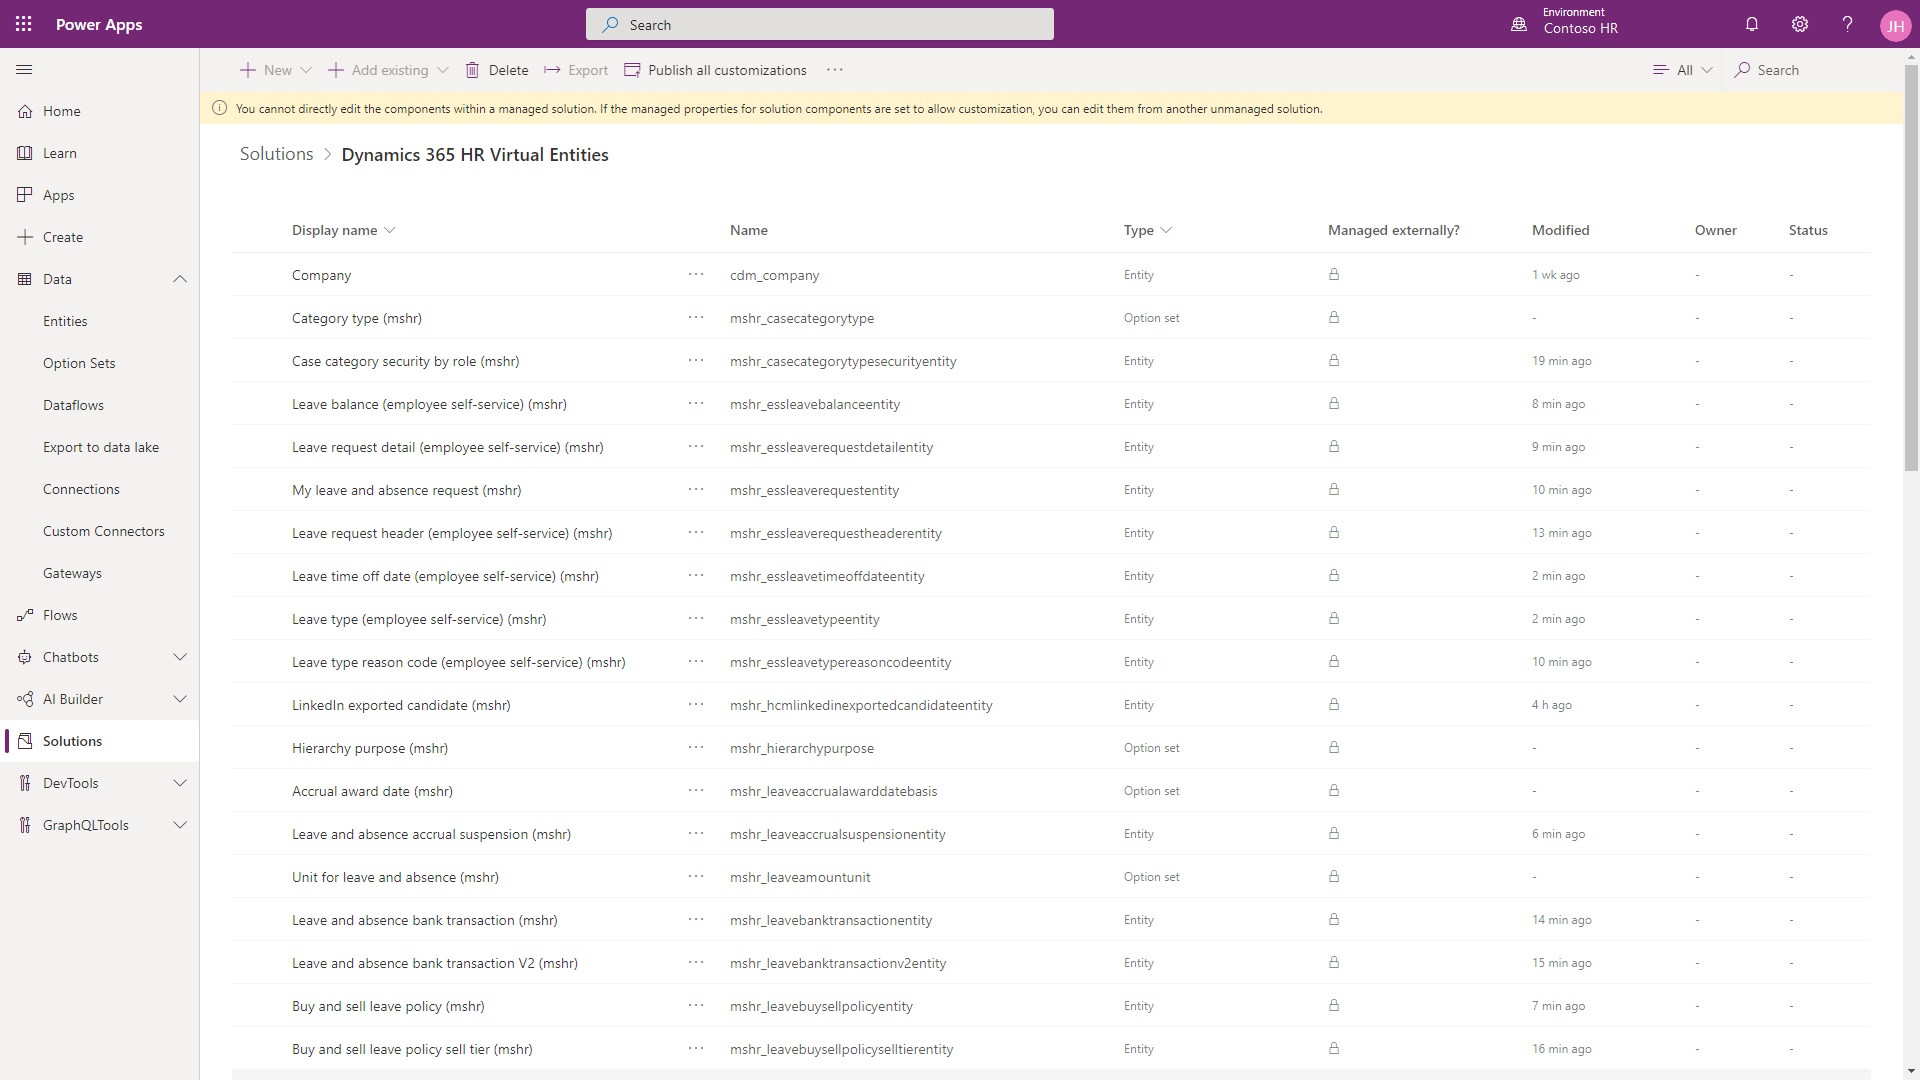 Power Apps
Search
Environment
Contoso HR
JH
New
Add existing
Delete
Export
Publish all customizations
All
Search
You cannot directly edit the components within a managed solution. If the managed properties for solution components are set to allow customization, you can edit them from another unmanaged solution.
Home
Learn
Apps
Create
Data
Entities
Option Sets
Dataflows
Export to data lake
Connections
Custom Connectors
Gateways
Flows
Chatbots
AI Builder
Solutions
DevTools
GraphQLTools
Solutions > Dynamics 365 HR Virtual Entities
Display name Name Type Managed externally? Modified Owner Status
Company ··· cdm_company Entity 1 wk ago - -
Category type (mshr) ··· mshr_casecategorytype Option set - - -
Case category security by role (mshr) ··· mshr_casecategorytypesecurityentity Entity 19 min ago - -
Leave balance (employee self-service) (mshr) ··· mshr_essleavebalanceentity Entity 8 min ago - -
Leave request detail (employee self-service) (mshr) ··· mshr_essleaverequestdetailentity Entity 9 min ago - -
My leave and absence request (mshr) ··· mshr_essleaverequestentity Entity 10 min ago - -
Leave request header (employee self-service) (mshr) ··· mshr_essleaverequestheaderentity Entity 13 min ago - -
Leave time off date (employee self-service) (mshr) ··· mshr_essleavetimeoffdateentity Entity 2 min ago - -
Leave type (employee self-service) (mshr) ··· mshr_essleavetypeentity Entity 2 min ago - -
Leave type reason code (employee self-service) (mshr) ··· mshr_essleavetypereasoncodeentity Entity 10 min ago - -
LinkedIn exported candidate (mshr) ··· mshr_hcmlinkedinexportedcandidateentity Entity 4 h ago - -
Hierarchy purpose (mshr) ··· mshr_hierarchypurpose Option set - - -
Accrual award date (mshr) ··· mshr_leaveaccrualawarddatebasis Option set - - -
Leave and absence accrual suspension (mshr) ··· mshr_leaveaccrualsuspensionentity Entity 6 min ago - -
Unit for leave and absence (mshr) ··· mshr_leaveamountunit Option set - - -
Leave and absence bank transaction (mshr) ··· mshr_leavebanktransactionentity Entity 14 min ago - -
Leave and absence bank transaction V2 (mshr) ··· mshr_leavebanktransactionv2entity Entity 15 min ago - -
Buy and sell leave policy (mshr) ··· mshr_leavebuysellpolicyentity Entity 7 min ago - -
Buy and sell leave policy sell tier (mshr) ··· mshr_leavebuysellpolicyselltierentity Entity 16 min ago - -